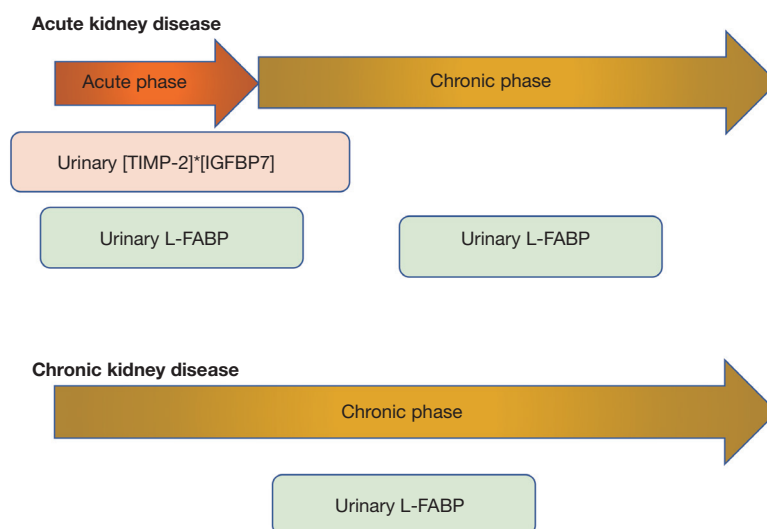 Acute kidney disease
Acute phase
Chronic phase
Urinary [TIMP-2]*[IGFBP7]
Urinary L-FABP
Urinary L-FABP
Chronic kidney disease
Chronic phase
Urinary L-FABP